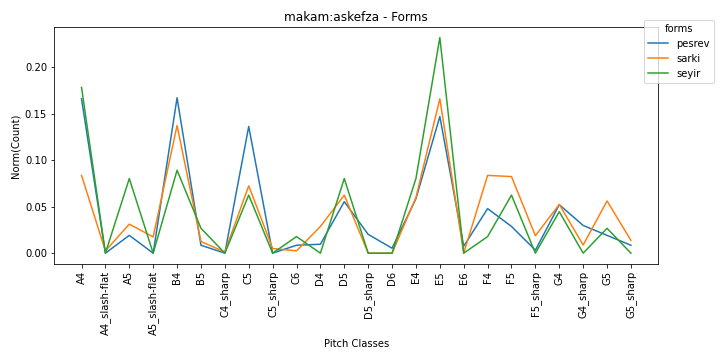 makam:askefza - Forms
forms
pesrev
sarki
seyir
Norm(Count)
0.20
0.15
0.10
0.05
0.00
A4
A4_slash-flat
A5
A5_slash-flat
B4
B5
C4_sharp
C5
C5_sharp
C6
D4
D5
D5_sharp
D6
E4
E5
E6
F4
F5
F5_sharp
G4
G4_sharp
G5
G5_sharp
Pitch Classes